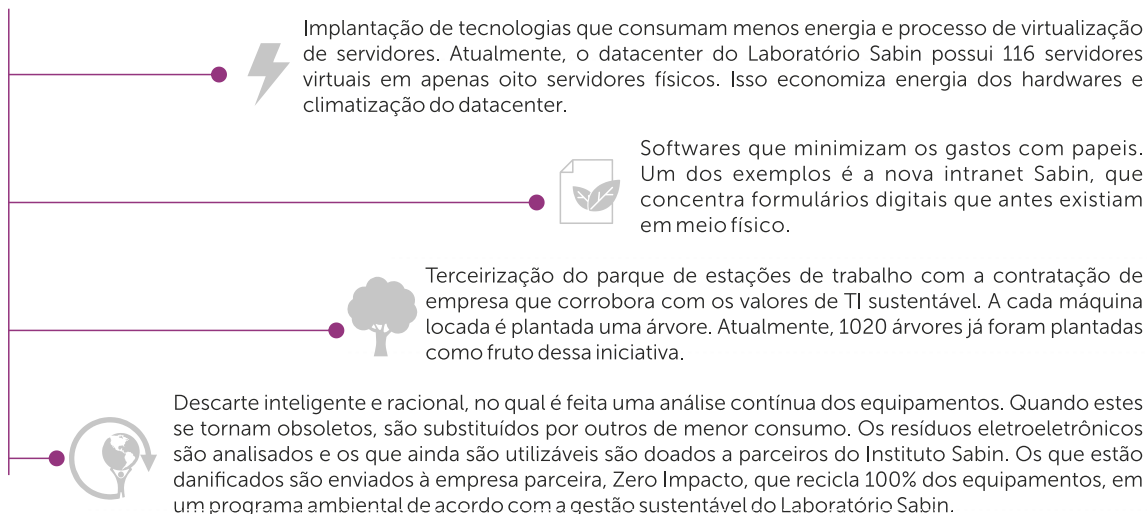 Implantação de tecnologias que consumam menos energia e processo de virtualização
de servidores. Atualmente, o datacenter do Laboratório Sabin possui 116 servidores
virtuais em apenas oito servidores físicos. Isso economiza energia dos hardwares e
climatização do datacenter.
Softwares que minimizam os gastos com papeis.
Um dos exemplos é a nova intranet Sabin, que
concentra formulários digitais que antes existiam
em meio físico.
Terceirização do parque de estações de trabalho com a contratação de
empresa que corrobora com os valores de TI sustentável. A cada máquina
locada é plantada uma árvore. Atualmente, 1020 árvores já foram plantadas
como fruto dessa iniciativa.
Descarte inteligente e racional, no qual é feita uma análise contínua dos equipamentos. Quando estes
se tornam obsoletos, são substituídos por outros de menor consumo. Os resíduos eletroeletrônicos
são analisados e os que ainda são utilizáveis são doados a parceiros do Instituto Sabin. Os que estão
danificados são enviados à empresa parceira, Zero Impacto, que recicla 100% dos equipamentos, em
um programa ambiental de acordo com a gestão sustentável do Laboratório Sabin.